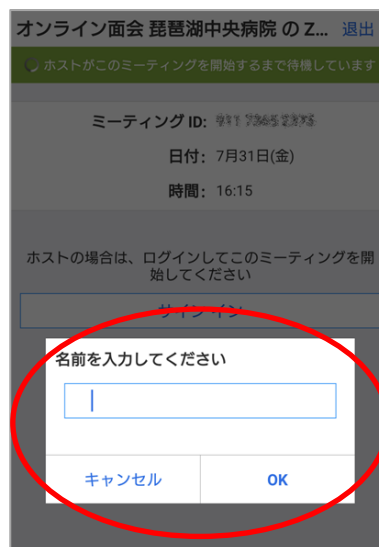 オンライン面会 琵琶湖中央病院 の Z... 退出
ホストがこのミーティングを開始するまで待機しています
ミーティング ID:
日付: 7月31日(金)
時間: 16:15
ホストの場合は、ログインしてこのミーティングを開
始してください
サインイン
名前を入力してください
キャンセル OK